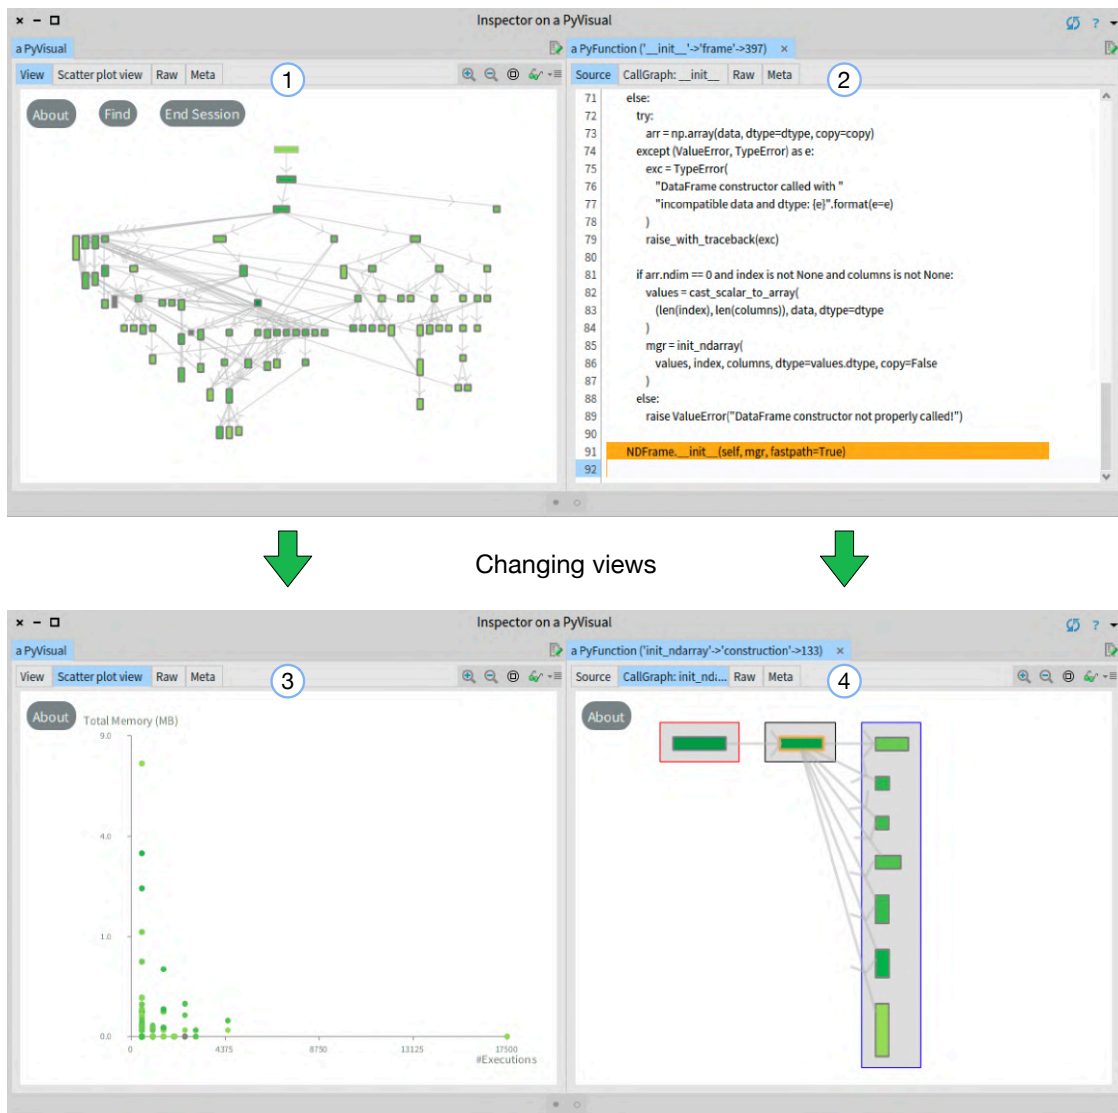 Inspector on a PyVisual
?
a PyVisual
a PyFunction ('__init__'->'frame'->397) ×
View Scatter plot view Raw Meta
1
Source CallGraph: __init__ Raw Meta
2
About Find End Session
71 else:
72 try:
73 arr = np.array(data, dtype=dtype, copy=copy)
74 except (ValueError, TypeError) as e:
75 exc = TypeError(
76 "DataFrame constructor called with "
77 "incompatible data and dtype: {e}".format(e=e)
78 )
79 raise_with_traceback(exc)
80
81 if arr.ndim == 0 and index is not None and columns is not None:
82 values = cast_scalar_to_array(
83 (len(index), len(columns)), data, dtype=dtype
84 )
85 mgr = init_ndarray(
86 values, index, columns, dtype=values.dtype, copy=False
87 )
88 else:
89 raise ValueError("DataFrame constructor not properly called!")
90
91 NDFrame.__init__(self, mgr, fastpath=True)
92
Changing views
Inspector on a PyVisual
?
a PyVisual
a PyFunction ('init_ndarray'->'construction'->133) ×
View Scatter plot view Raw Meta
3
Source CallGraph: init_nd... Raw Meta
4
About
Total Memory (MB)
9.0
4.0
1.0
0.0
0 4375 8750 13125 17500
#Executions
About